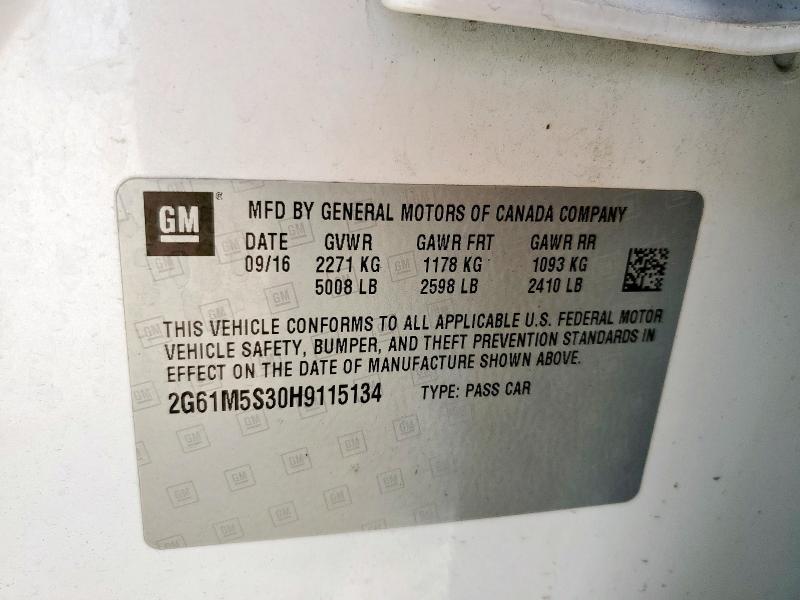 GM ® MFD BY GENERAL MOTORS OF CANADA COMPANY
DATE GVWR GAWR FRT GAWR RR
09/16 2271 KG 1178 KG 1093 KG
5008 LB 2598 LB 2410 LB
THIS VEHICLE CONFORMS TO ALL APPLICABLE U.S. FEDERAL MOTOR
VEHICLE SAFETY, BUMPER, AND THEFT PREVENTION STANDARDS IN
EFFECT ON THE DATE OF MANUFACTURE SHOWN ABOVE.
2G61M5S30H9115134 TYPE: PASS CAR